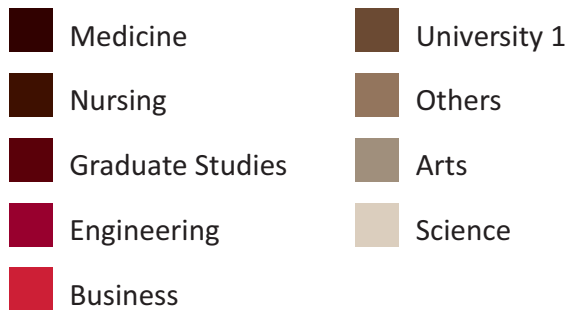 Medicine
Nursing
Graduate Studies
Engineering
Business
University 1
Others
Arts
Science